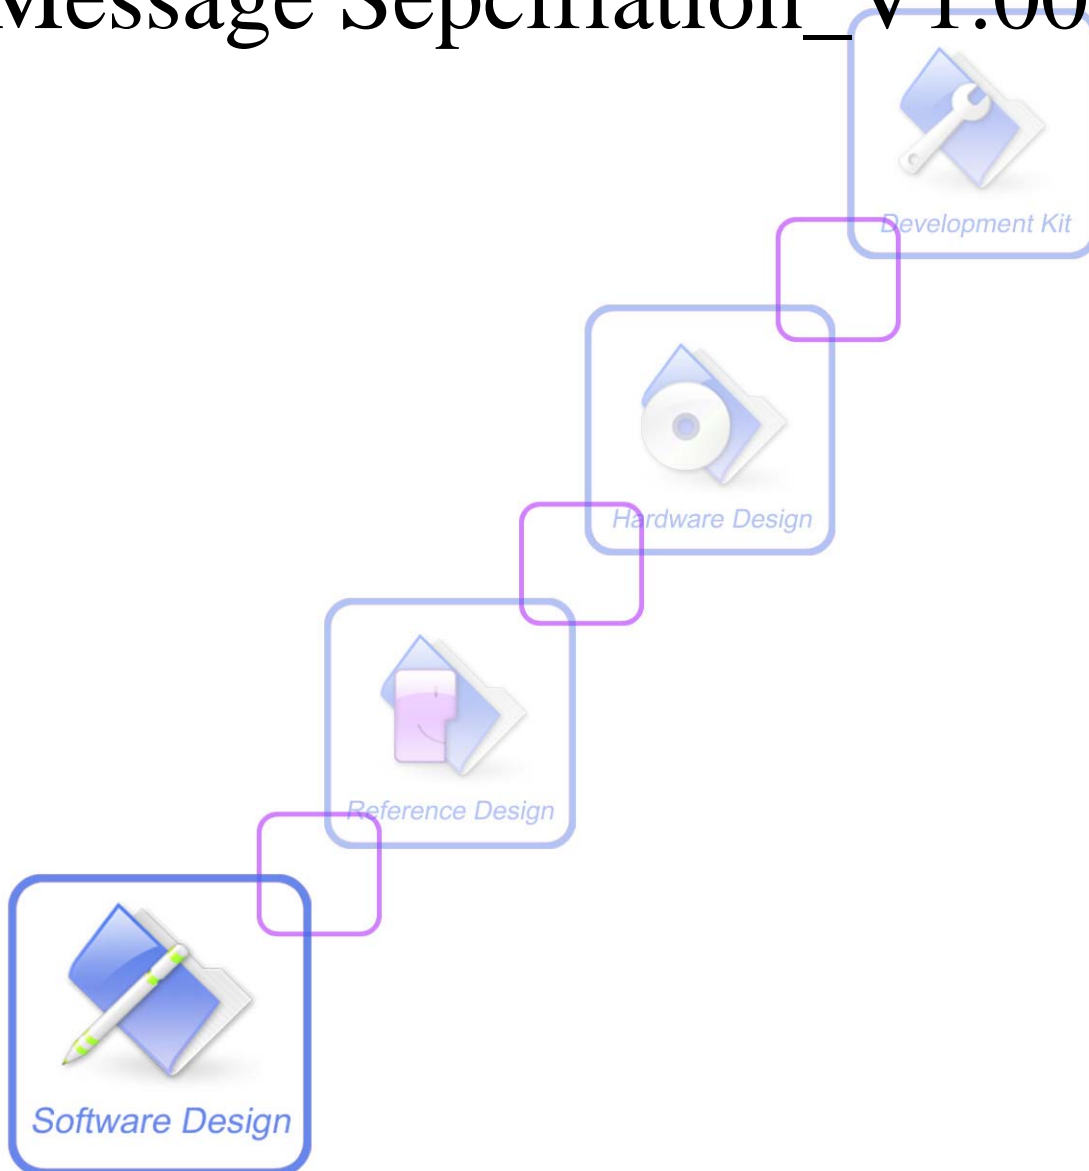 Message Sepcifiation_V1.00
Development Kit
Hardware Design
Reference Design
Software Design